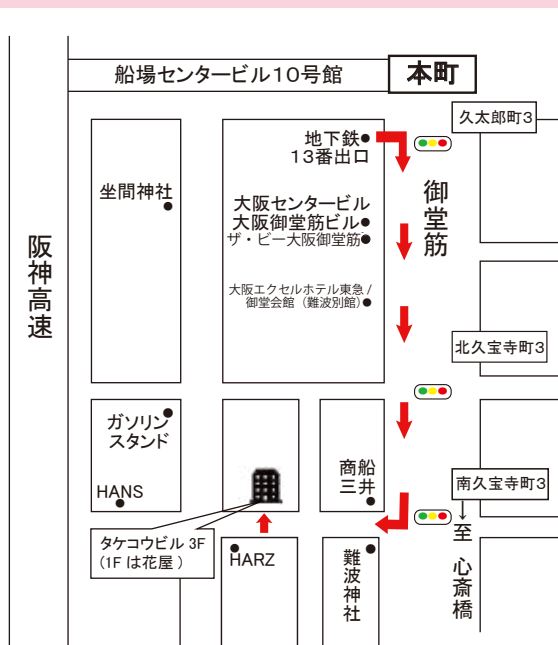 船場センタービル10号館
本町
久太郎町3
地下鉄●
13番出口
坐間神社
御堂筋
大阪センタービル
大阪御堂筋ビル●
ザ・ビー大阪御堂筋●
阪神高速
大阪エクセルホテル東急/
御堂会館（難波別館）●
北久宝寺町3
ガソリン
スタンド
商船
三井
HANS
南久宝寺町3
↓
至 心斎橋
タケコウビル 3F
(1F は花屋 )
HARZ
難波神社